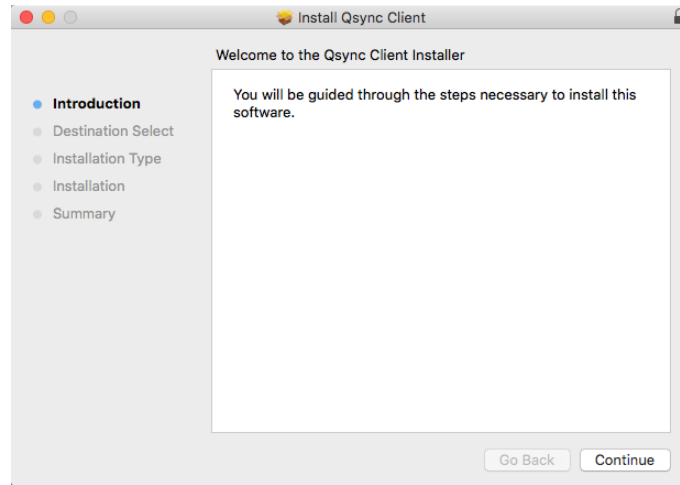 Install Qsync Client
Welcome to the Qsync Client Installer
Introduction
Destination Select
Installation Type
Installation
Summary
You will be guided through the steps necessary to install this
software.
Go Back
Continue